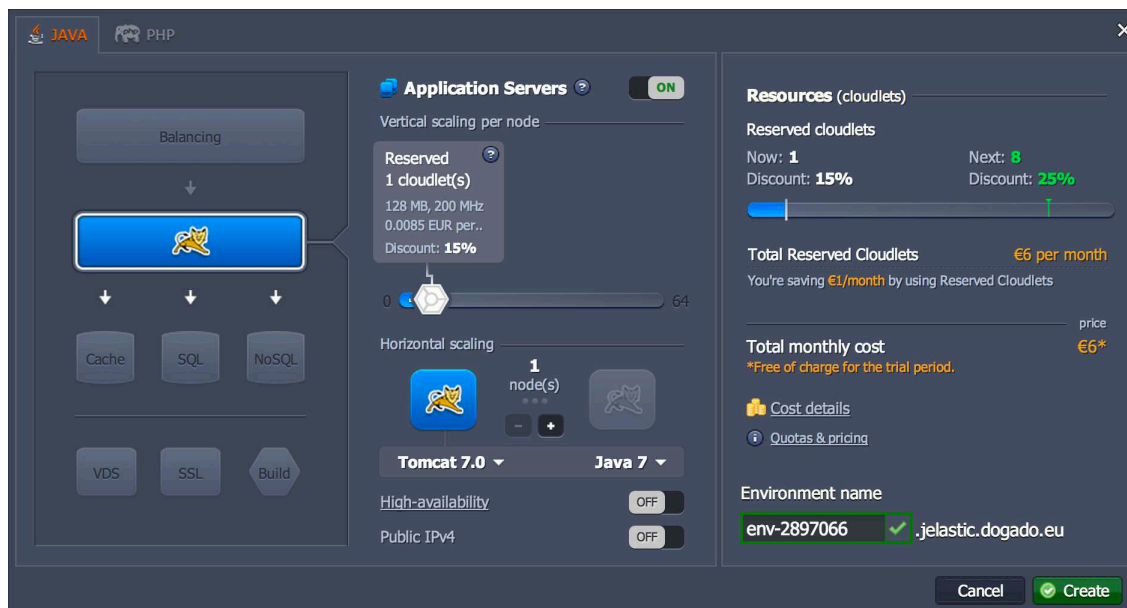 JAVA
PHP
Balancing
Cache
SQL
NoSQL
VDS
SSL
Build
Application Servers ?
ON
Vertical scaling per node
Reserved ?
1 cloudlet(s)
128 MB, 200 MHz
0.0085 EUR per..
Discount: 15%
0
64
Horizontal scaling
1
node(s)
- +
Tomcat 7.0
Java 7
High-availability
OFF
Public IPv4
OFF
Resources (cloudlets)
Reserved cloudlets
Now: 1
Next: 8
Discount: 15%
Discount: 25%
Total Reserved Cloudlets
€6 per month
You're saving €1/month by using Reserved Cloudlets
price
Total monthly cost
€6*
*Free of charge for the trial period.
Cost details
Quotas & pricing
Environment name
env-2897066
.jelastic.dogado.eu
Cancel
Create